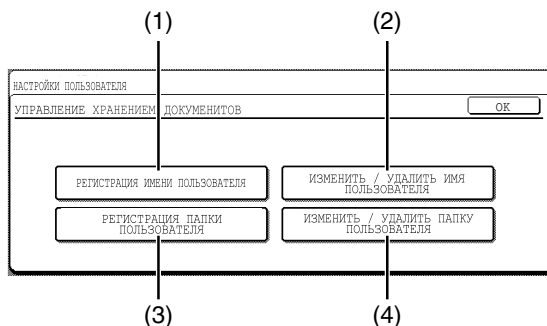 (1) (2)
НАСТРОЙКИ ПОЛЬЗОВАТЕЛЯ
УПРАВЛЕНИЕ ХРАНЕНИЕМ ДОКУМЕНИТОВ
OK
РЕГИСТРАЦИЯ ИМЕНИ ПОЛЬЗОВАТЕЛЯ
ИЗМЕНИТЬ / УДАЛИТЬ ИМЯ
ПОЛЬЗОВАТЕЛЯ
РЕГИСТРАЦИЯ ПАПКИ
ПОЛЬЗОВАТЕЛЯ
ИЗМЕНИТЬ / УДАЛИТЬ ПАПКУ
ПОЛЬЗОВАТЕЛЯ
(3) (4)